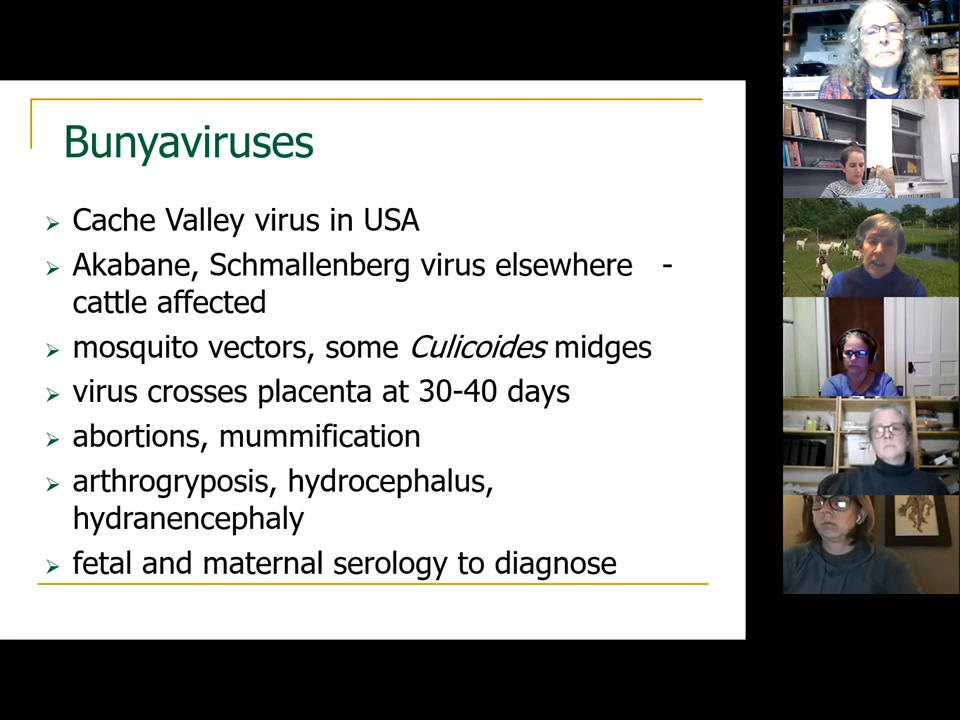 Bunyaviruses
Cache Valley virus in USA
Akabane, Schmallenberg virus elsewhere -
cattle affected
mosquito vectors, some Culicoides midges
virus crosses placenta at 30-40 days
abortions, mummification
arthrogryposis, hydrocephalus,
hydranencephaly
fetal and maternal serology to diagnose